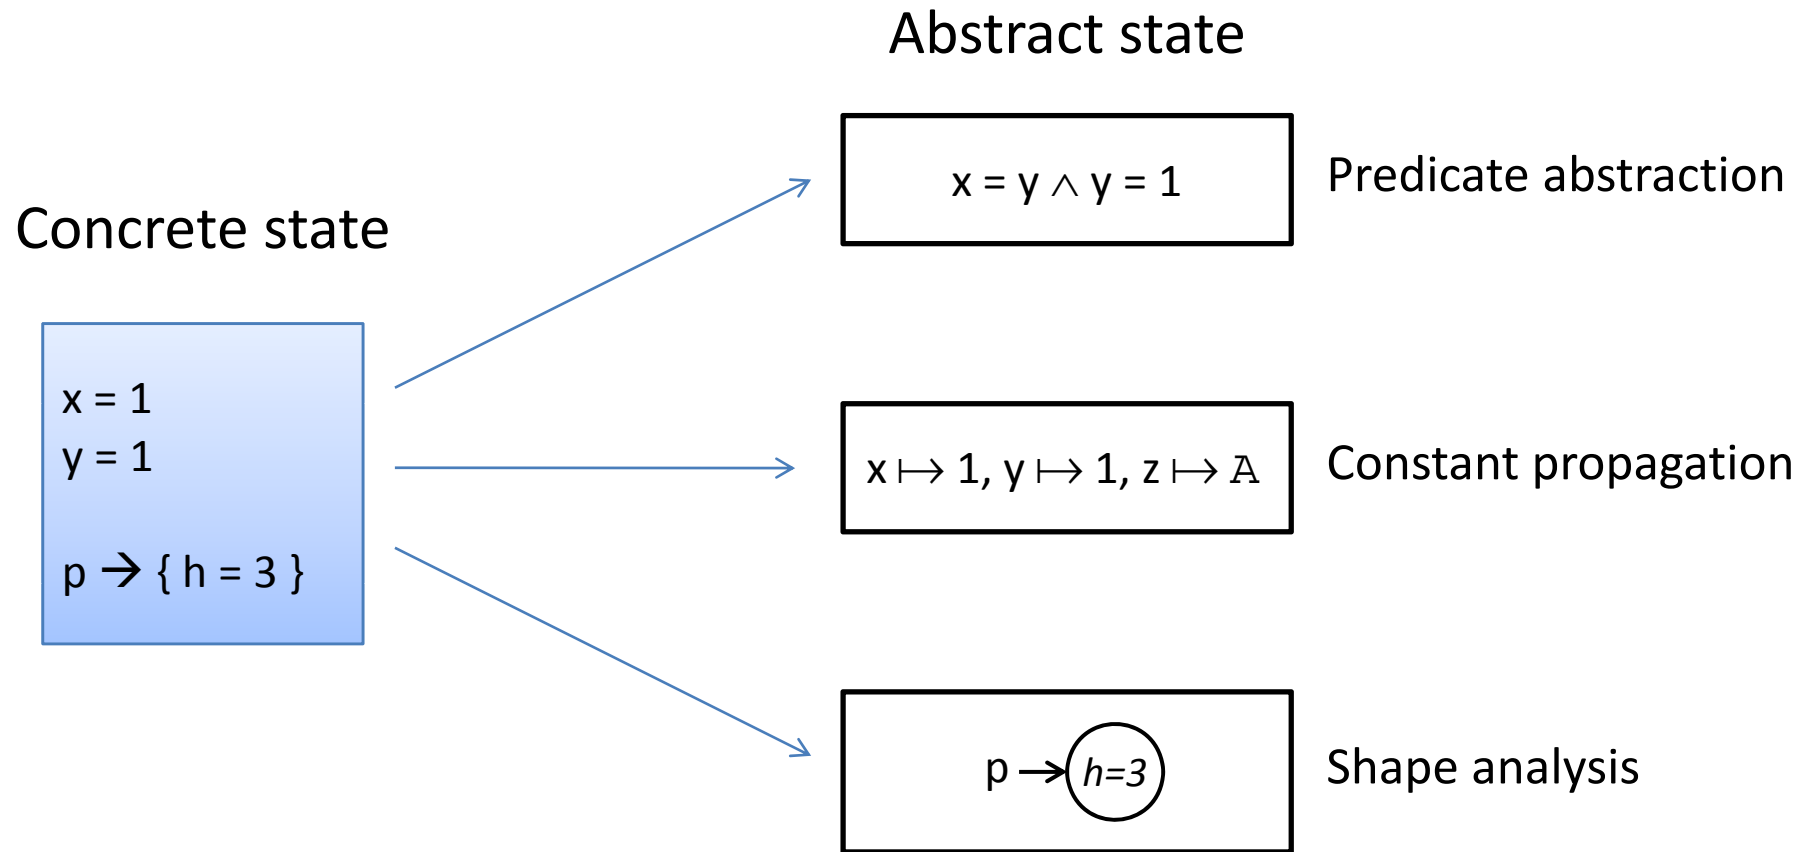 Abstract state
Concrete state
x = 1
y = 1
p → { h = 3 }
x = y ∧ y = 1
Predicate abstraction
x ↦ 1, y ↦ 1, z ↦ 𝙰
Constant propagation
p → h=3
Shape analysis